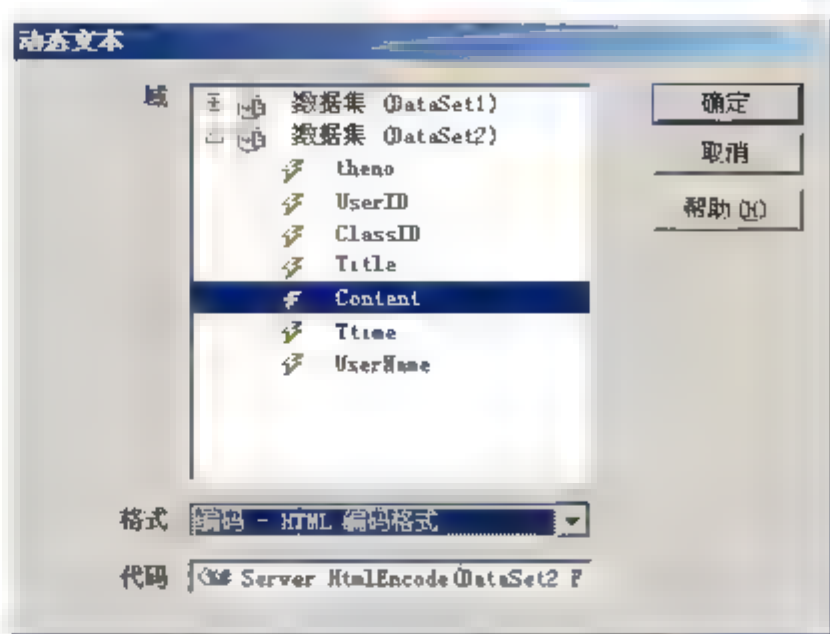 动态文本
域
数据集 (DataSet1)
数据集 (DataSet2)
theno
UserID
ClassID
Title
Content
Ttime
UserName
确定
取消
帮助 (H)
格式 编码 - HTML 编码格式
代码 <%# Server HtmlEncode(DataSet2 F